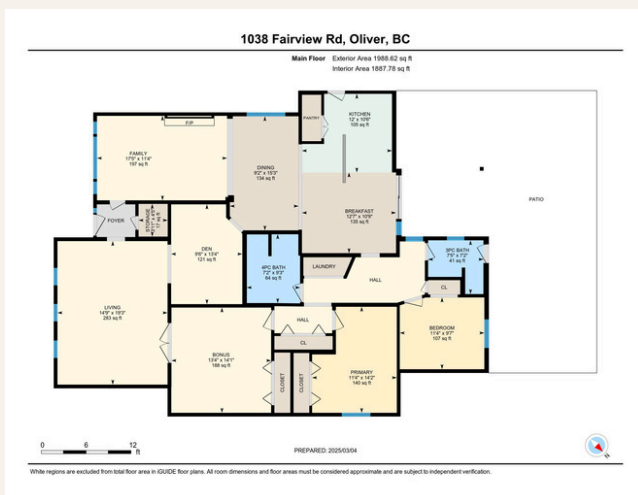 1038 Fairview Rd, Oliver, BC
Main Floor Exterior Area 1988.62 sq ft
Interior Area 1887.78 sq ft
KITCHEN
12' x 10'6"
105 sq ft
PANTRY
F/P
FAMILY
17'5" x 11'4"
197 sq ft
DINING
9'2" x 15'3"
134 sq ft
PATIO
BREAKFAST
12'7" x 10'9"
135 sq ft
FOYER
STORAGE
17 sq ft
DEN
9'6" x 13'4"
121 sq ft
4PC BATH
7'2" x 9'3"
64 sq ft
LAUNDRY
HALL
3PC BATH
7'5" x 7'2"
41 sq ft
CL
LIVING
14'9" x 19'3"
283 sq ft
HALL
BEDROOM
11'4" x 9'7"
107 sq ft
CL
BONUS
13'4" x 14'1"
188 sq ft
CLOSET
CLOSET
PRIMARY
11'4" x 14'2"
140 sq ft
0 6 12
ft
PREPARED: 2025/03/04
N
White regions are excluded from total floor area in iGUIDE floor plans. All room dimensions and floor areas must be considered approximate and are subject to independent verification.